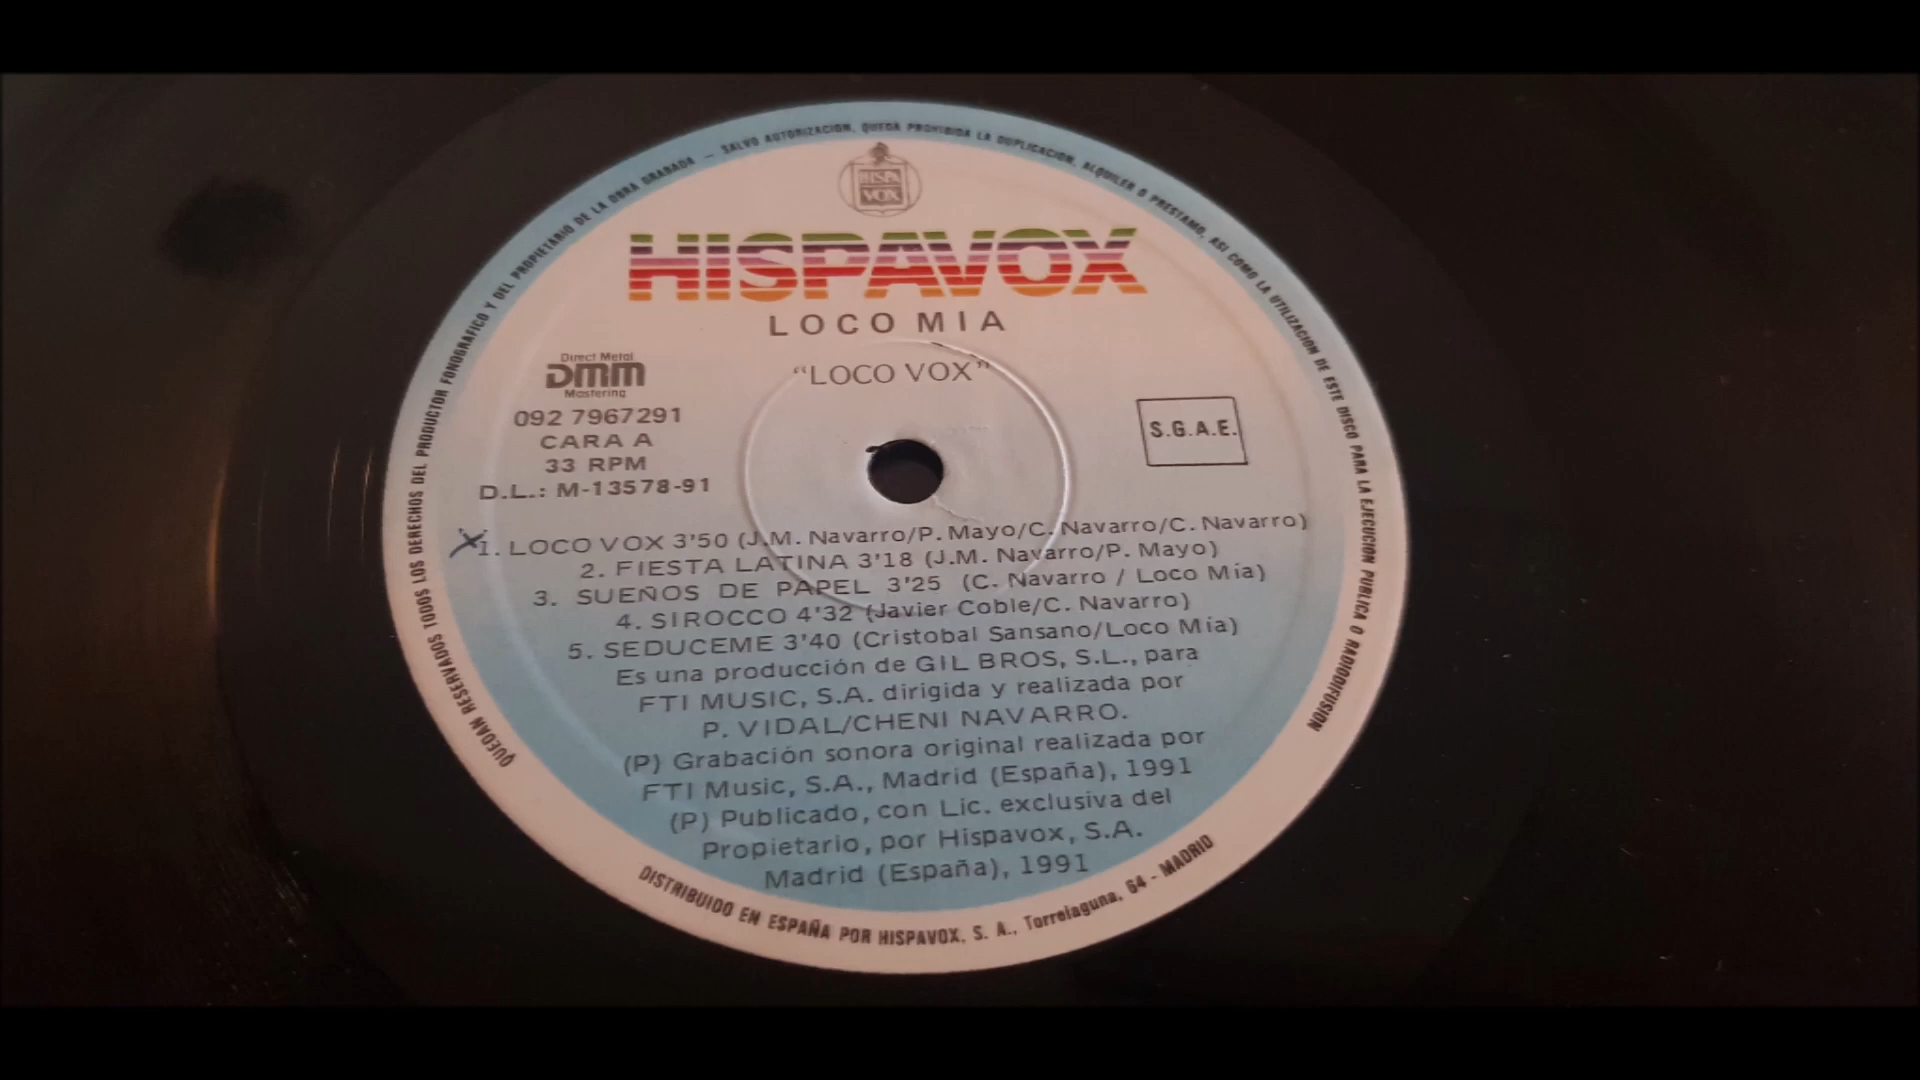 QUEDAN RESERVADOS TODOS LOS DERECHOS DEL PRODUCTOR FONOGRAFICO Y DEL PROPIETARIO DE LA OBRA GRABADA — SALVO AUTORIZACION, QUEDA PROHIBIDA LA DUPLICACION, ALQUILER O PRESTAMO, ASI COMO LA UTILIZACION DE ESTE DISCO PARA LA EJECUCION PUBLICA O RADIODIFUSION
HISPA
VOX
HISPAVOX
LOCO MIA
"LOCO VOX"
Direct Metal
DMM
Mastering
092 7967291
CARA A
33 RPM
D.L.: M-13578-91
S.G.A.E.
X1. LOCO VOX 3'50 (J.M. Navarro/P. Mayo/C. Navarro/C. Navarro)
2. FIESTA LATINA 3'18 (J.M. Navarro/P. Mayo)
3. SUEÑOS DE PAPEL 3'25 (C. Navarro / Loco Mía)
4. SIROCCO 4'32 (Javier Coble/C. Navarro)
5. SEDUCEME 3'40 (Cristobal Sansano/Loco Mía)
Es una producción de GIL BROS, S.L., para
FTI MUSIC, S.A. dirigida y realizada por
P. VIDAL/CHENI NAVARRO.
(P) Grabación sonora original realizada por
FTI Music, S.A., Madrid (España), 1991
(P) Publicado, con Lic. exclusiva del
Propietario, por Hispavox, S.A.
Madrid (España), 1991
DISTRIBUIDO EN ESPAÑA POR HISPAVOX, S. A., Torrelaguna, 64 - MADRID